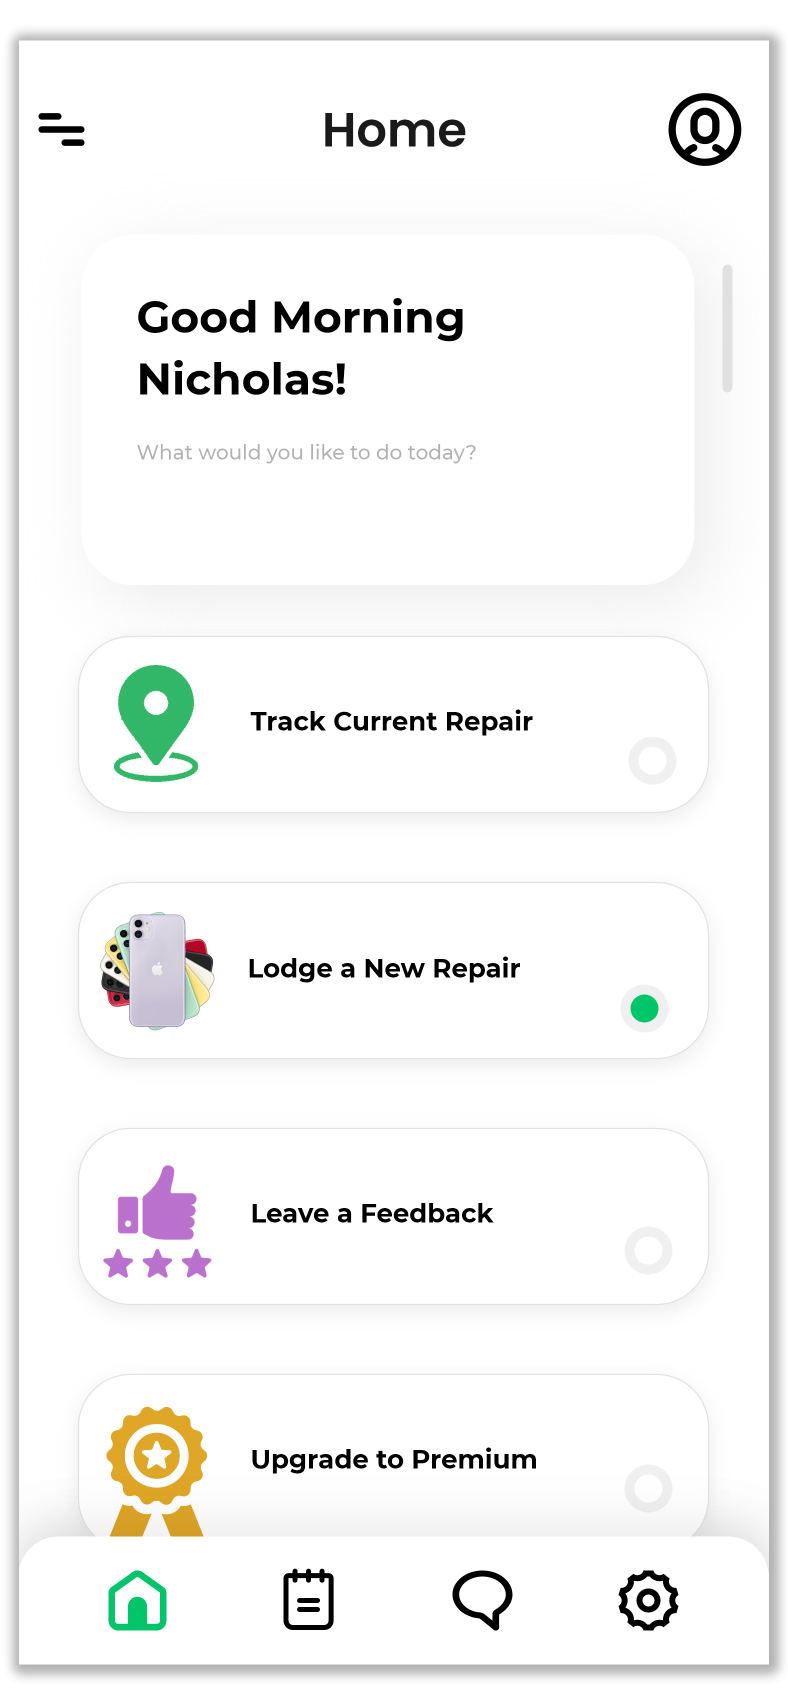 Home
Good Morning
Nicholas!
What would you like to do today?
Track Current Repair
Lodge a New Repair
Leave a Feedback
Upgrade to Premium